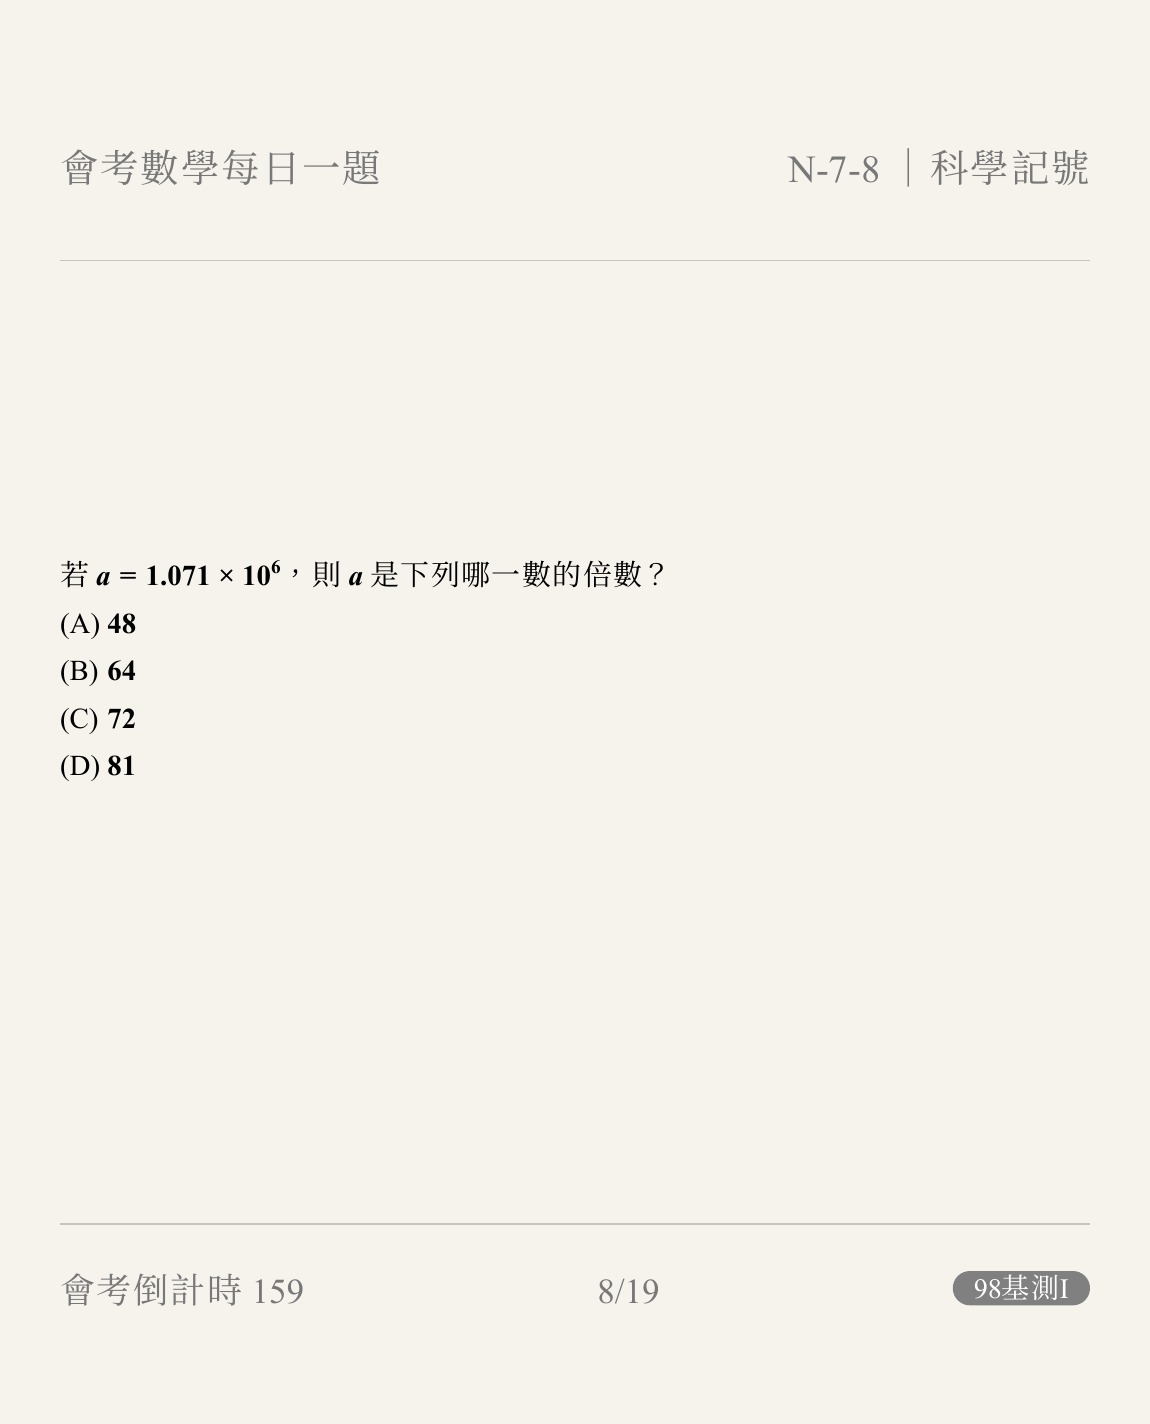 會考數學每日一題
N-7-8 ｜科學記號
若 a = 1.071 × 10⁶，則 a 是下列哪一數的倍數？
(A) 48
(B) 64
(C) 72
(D) 81
會考倒計時 159
8/19
98基測I